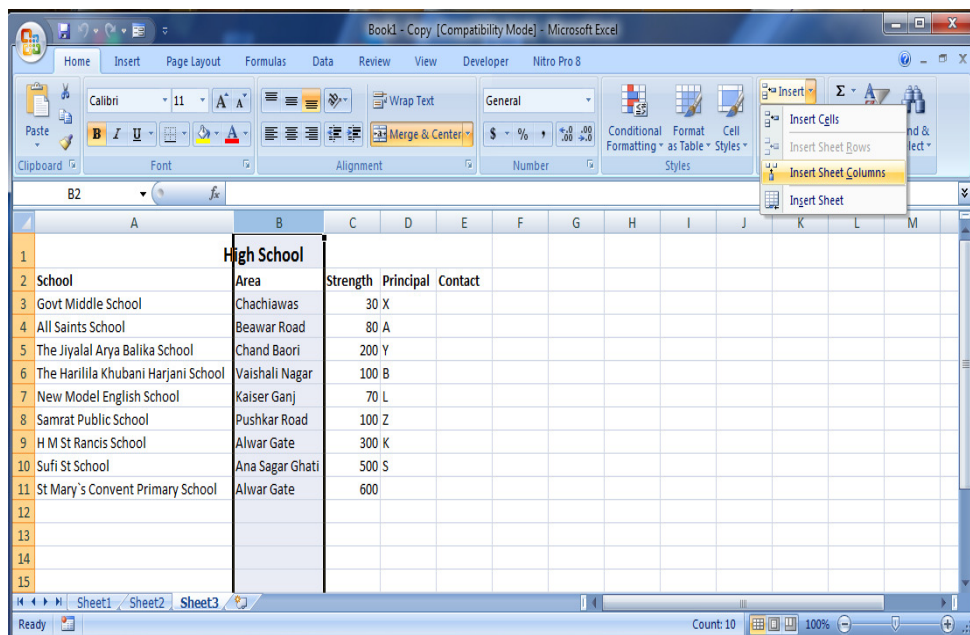 Book1 - Copy [Compatibility Mode] - Microsoft Excel
Home Insert Page Layout Formulas Data Review View Developer Nitro Pro 8
Calibri 11 A A Wrap Text General Insert Σ
Paste B I U A Merge & Center $ % , Conditional Formatting Format as Table Cell Styles
Clipboard Font Alignment Number Styles
Insert Cells
Insert Sheet Rows
Insert Sheet Columns
Insert Sheet
B2 fx
A B C D E F G H I J K L M
1 High School
2 School Area Strength Principal Contact
3 Govt Middle School Chachiawas 30 X
4 All Saints School Beawar Road 80 A
5 The Jiyalal Arya Balika School Chand Baori 200 Y
6 The Harilila Khubani Harjani School Vaishali Nagar 100 B
7 New Model English School Kaiser Ganj 70 L
8 Samrat Public School Pushkar Road 100 Z
9 H M St Rancis School Alwar Gate 300 K
10 Sufi St School Ana Sagar Ghati 500 S
11 St Mary`s Convent Primary School Alwar Gate 600
12
13
14
15
Sheet1 Sheet2 Sheet3
Ready Count: 10 100%